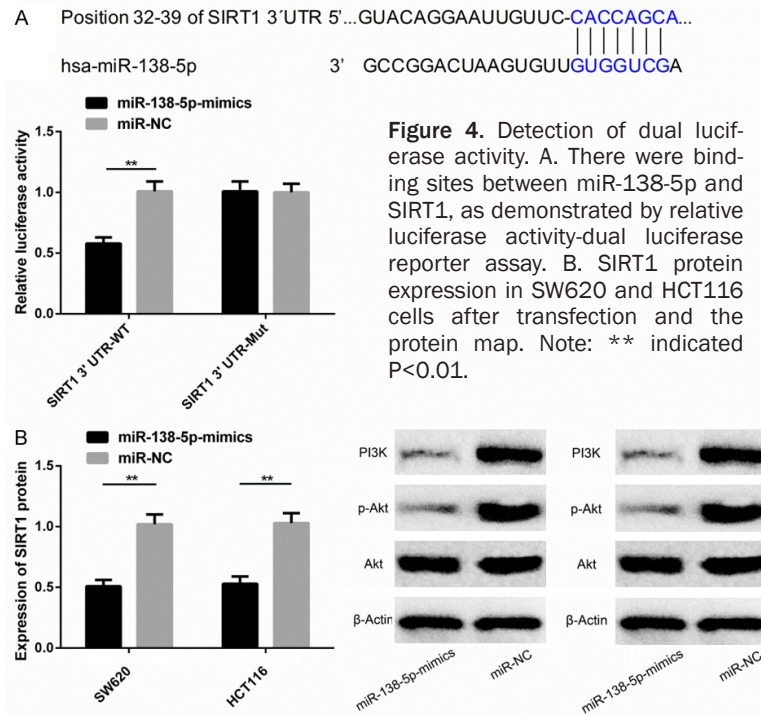 A
Position 32-39 of SIRT1 3´UTR 5’...GUACAGGAAUUGUUC-CACCAGCA...
hsa-miR-138-5p 3' GCCGGACUAAGUGUUGUGGUCGA
miR-138-5p-mimics
miR-NC
Relative luciferase activity
1.5
1.0
0.5
0.0
**
SIRT1 3' UTR-WT
SIRT1 3' UTR-Mut
Figure 4. Detection of dual lucif-
erase activity. A. There were bind-
ing sites between miR-138-5p and
SIRT1, as demonstrated by relative
luciferase activity-dual luciferase
reporter assay. B. SIRT1 protein
expression in SW620 and HCT116
cells after transfection and the
protein map. Note: ** indicated
P<0.01.
B
miR-138-5p-mimics
miR-NC
Expression of SIRT1 protein
1.5
1.0
0.5
0.0
**
**
SW620
HCT116
PI3K
p-Akt
Akt
β-Actin
miR-138-5p-mimics
miR-NC
PI3K
p-Akt
Akt
β-Actin
miR-138-5p-mimics
miR-NC